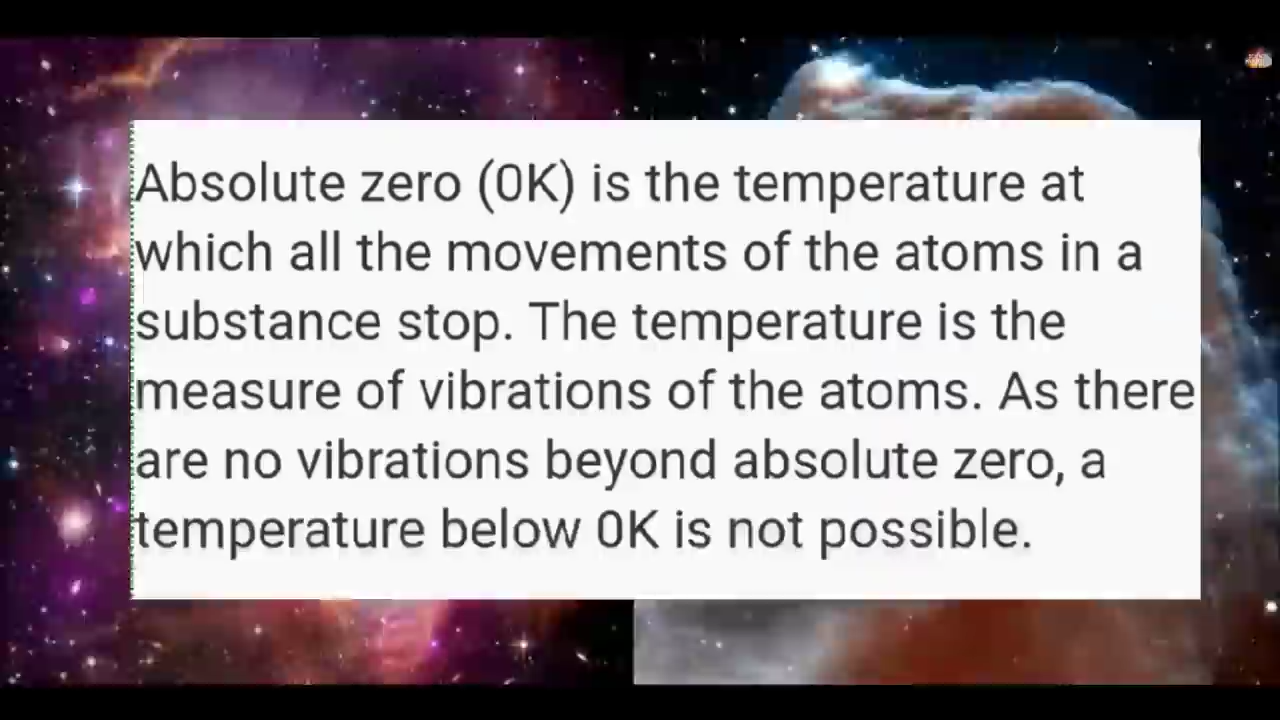 Absolute zero (0K) is the temperature at
which all the movements of the atoms in a
substance stop. The temperature is the
measure of vibrations of the atoms. As there
are no vibrations beyond absolute zero, a
temperature below 0K is not possible.